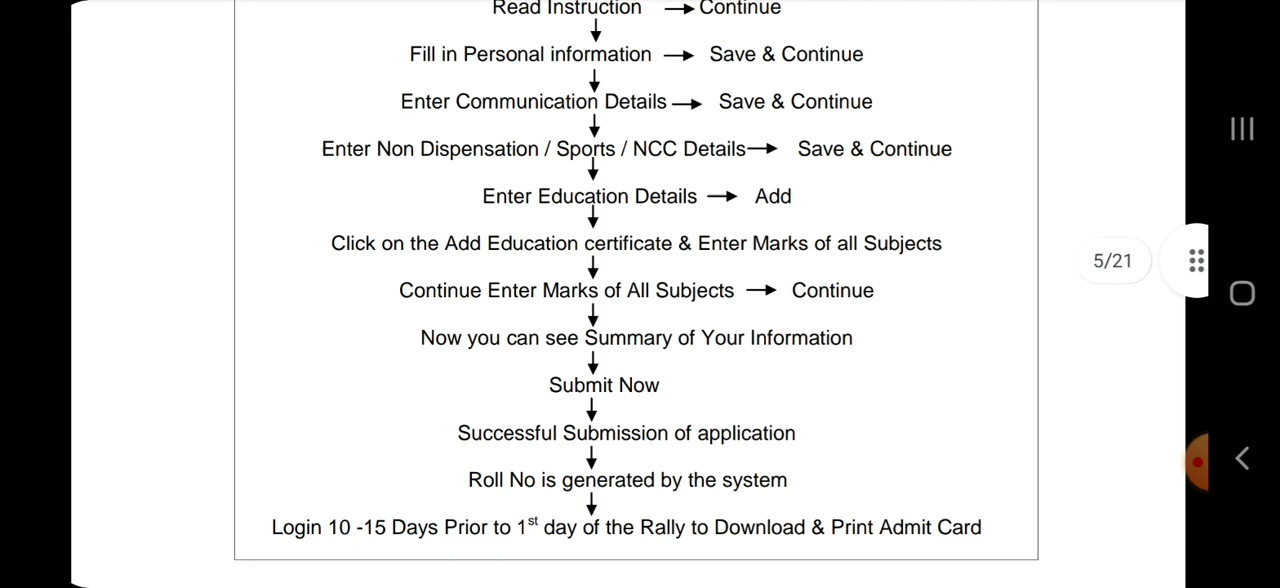 Read Instruction → Continue
Fill in Personal information → Save & Continue
Enter Communication Details → Save & Continue
Enter Non Dispensation / Sports / NCC Details → Save & Continue
Enter Education Details → Add
Click on the Add Education certificate & Enter Marks of all Subjects
Continue Enter Marks of All Subjects → Continue
5/21
Now you can see Summary of Your Information
Submit Now
Successful Submission of application
Roll No is generated by the system
Login 10 -15 Days Prior to 1st day of the Rally to Download & Print Admit Card